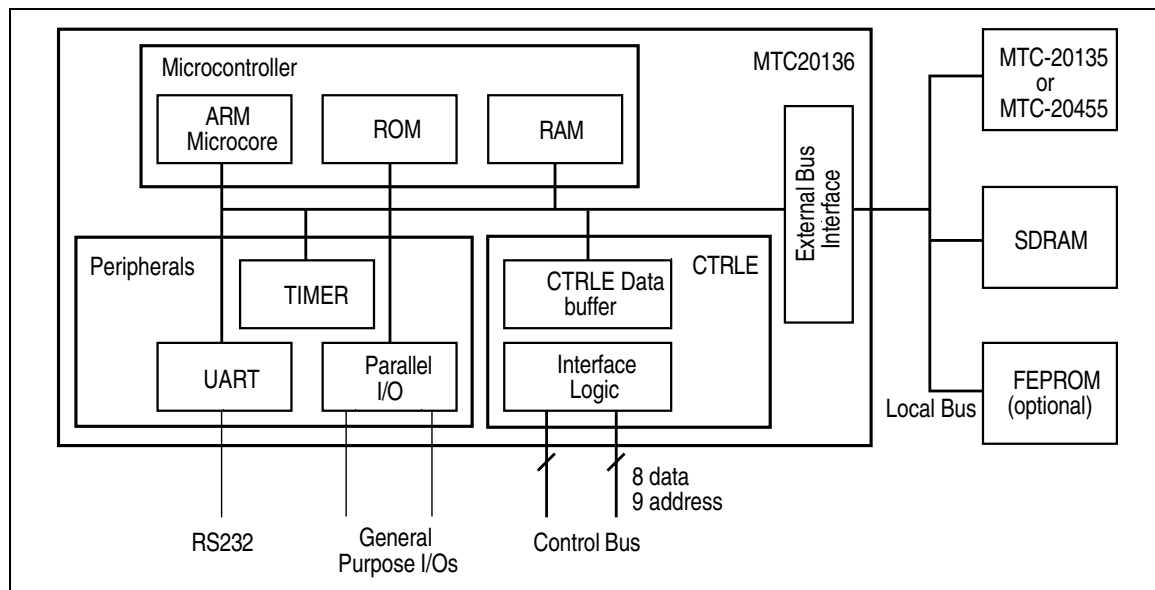 Microcontroller
MTC20136
ARM
Microcore
ROM
RAM
External Bus
Interface
MTC-20135
or
MTC-20455
SDRAM
Peripherals
TIMER
CTRLE
CTRLE Data
buffer
UART
Parallel
I/O
Interface
Logic
Local Bus
FEPROM
(optional)
8 data
9 address
RS232
General
Purpose I/Os
Control Bus